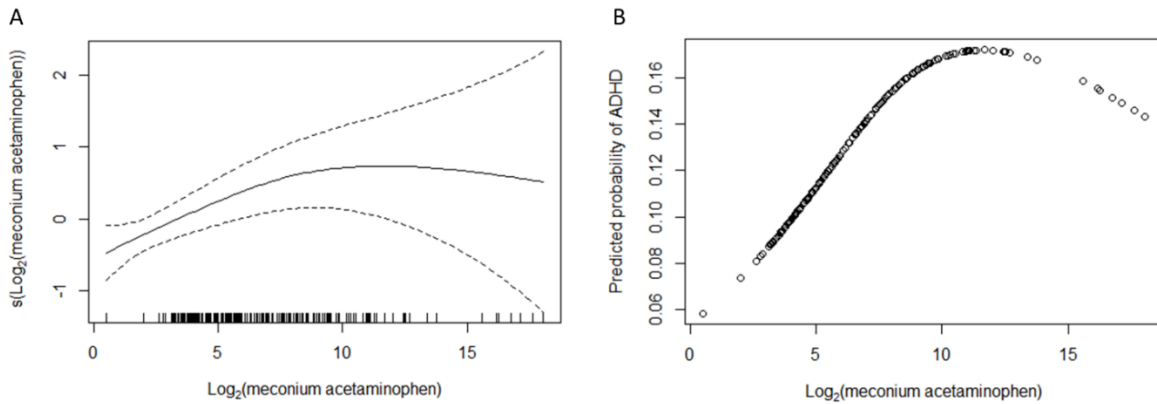 A
s(Log₂(meconium acetaminophen))
2
1
0
-1
0 5 10 15
Log₂(meconium acetaminophen)
B
Predicted probability of ADHD
0.16
0.14
0.12
0.10
0.08
0.06
0 5 10 15
Log₂(meconium acetaminophen)